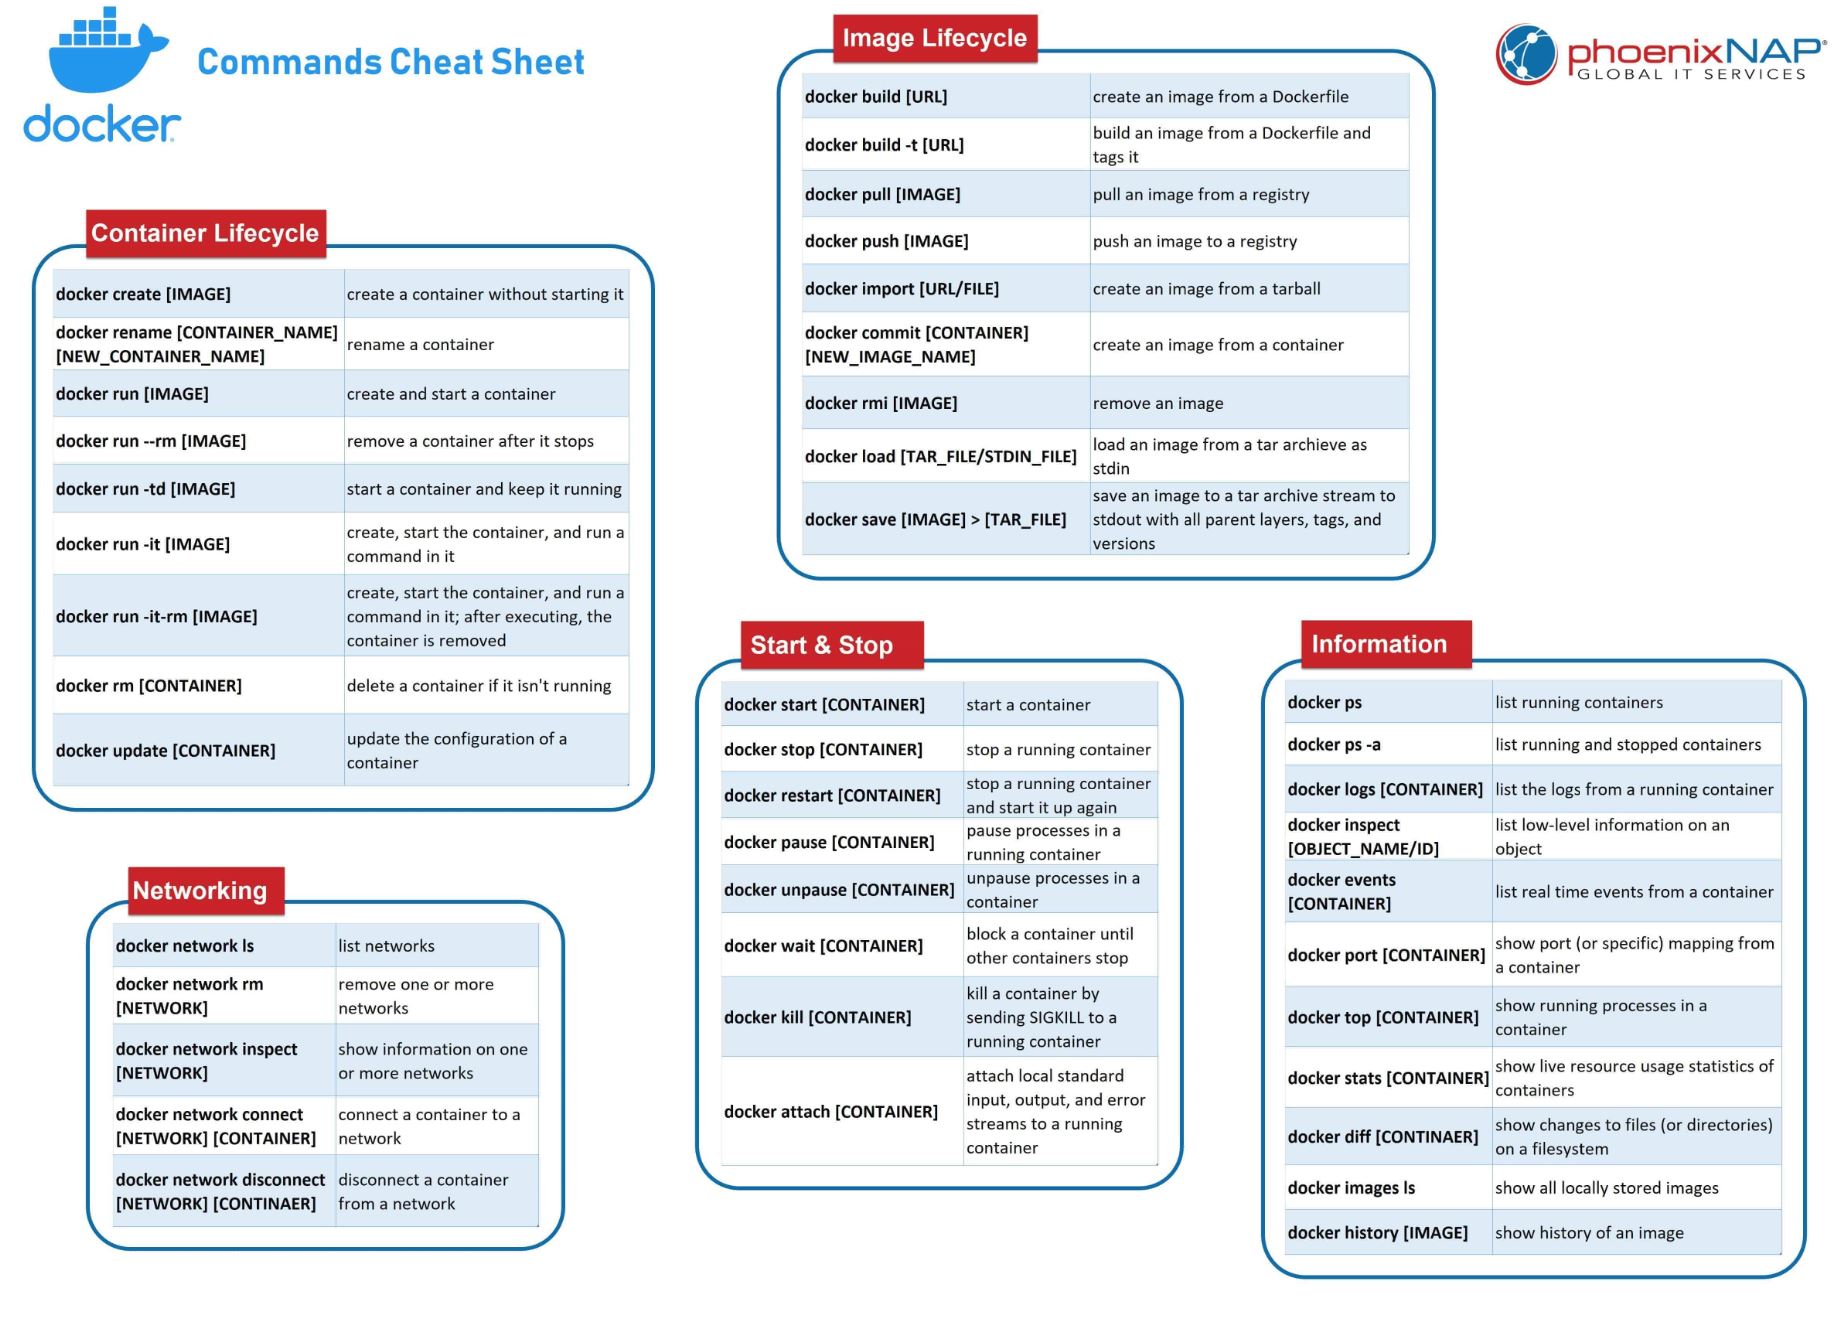 docker
Commands Cheat Sheet
phoenixNAP®
GLOBAL IT SERVICES
Container Lifecycle
docker create [IMAGE] create a container without starting it
docker rename [CONTAINER_NAME]
[NEW_CONTAINER_NAME] rename a container
docker run [IMAGE] create and start a container
docker run --rm [IMAGE] remove a container after it stops
docker run -td [IMAGE] start a container and keep it running
docker run -it [IMAGE] create, start the container, and run a
command in it
docker run -it-rm [IMAGE] create, start the container, and run a
command in it; after executing, the
container is removed
docker rm [CONTAINER] delete a container if it isn't running
docker update [CONTAINER] update the configuration of a
container
Networking
docker network ls list networks
docker network rm
[NETWORK] remove one or more
networks
docker network inspect
[NETWORK] show information on one
or more networks
docker network connect
[NETWORK] [CONTAINER] connect a container to a
network
docker network disconnect
[NETWORK] [CONTINAER] disconnect a container
from a network
Image Lifecycle
docker build [URL] create an image from a Dockerfile
docker build -t [URL] build an image from a Dockerfile and
tags it
docker pull [IMAGE] pull an image from a registry
docker push [IMAGE] push an image to a registry
docker import [URL/FILE] create an image from a tarball
docker commit [CONTAINER]
[NEW_IMAGE_NAME] create an image from a container
docker rmi [IMAGE] remove an image
docker load [TAR_FILE/STDIN_FILE] load an image from a tar archieve as
stdin
docker save [IMAGE] > [TAR_FILE] save an image to a tar archive stream to
stdout with all parent layers, tags, and
versions
Start & Stop
docker start [CONTAINER] start a container
docker stop [CONTAINER] stop a running container
docker restart [CONTAINER] stop a running container
and start it up again
docker pause [CONTAINER] pause processes in a
running container
docker unpause [CONTAINER] unpause processes in a
container
docker wait [CONTAINER] block a container until
other containers stop
docker kill [CONTAINER] kill a container by
sending SIGKILL to a
running container
docker attach [CONTAINER] attach local standard
input, output, and error
streams to a running
container
Information
docker ps list running containers
docker ps -a list running and stopped containers
docker logs [CONTAINER] list the logs from a running container
docker inspect
[OBJECT_NAME/ID] list low-level information on an
object
docker events
[CONTAINER] list real time events from a container
docker port [CONTAINER] show port (or specific) mapping from
a container
docker top [CONTAINER] show running processes in a
container
docker stats [CONTAINER] show live resource usage statistics of
containers
docker diff [CONTINAER] show changes to files (or directories)
on a filesystem
docker images ls show all locally stored images
docker history [IMAGE] show history of an image